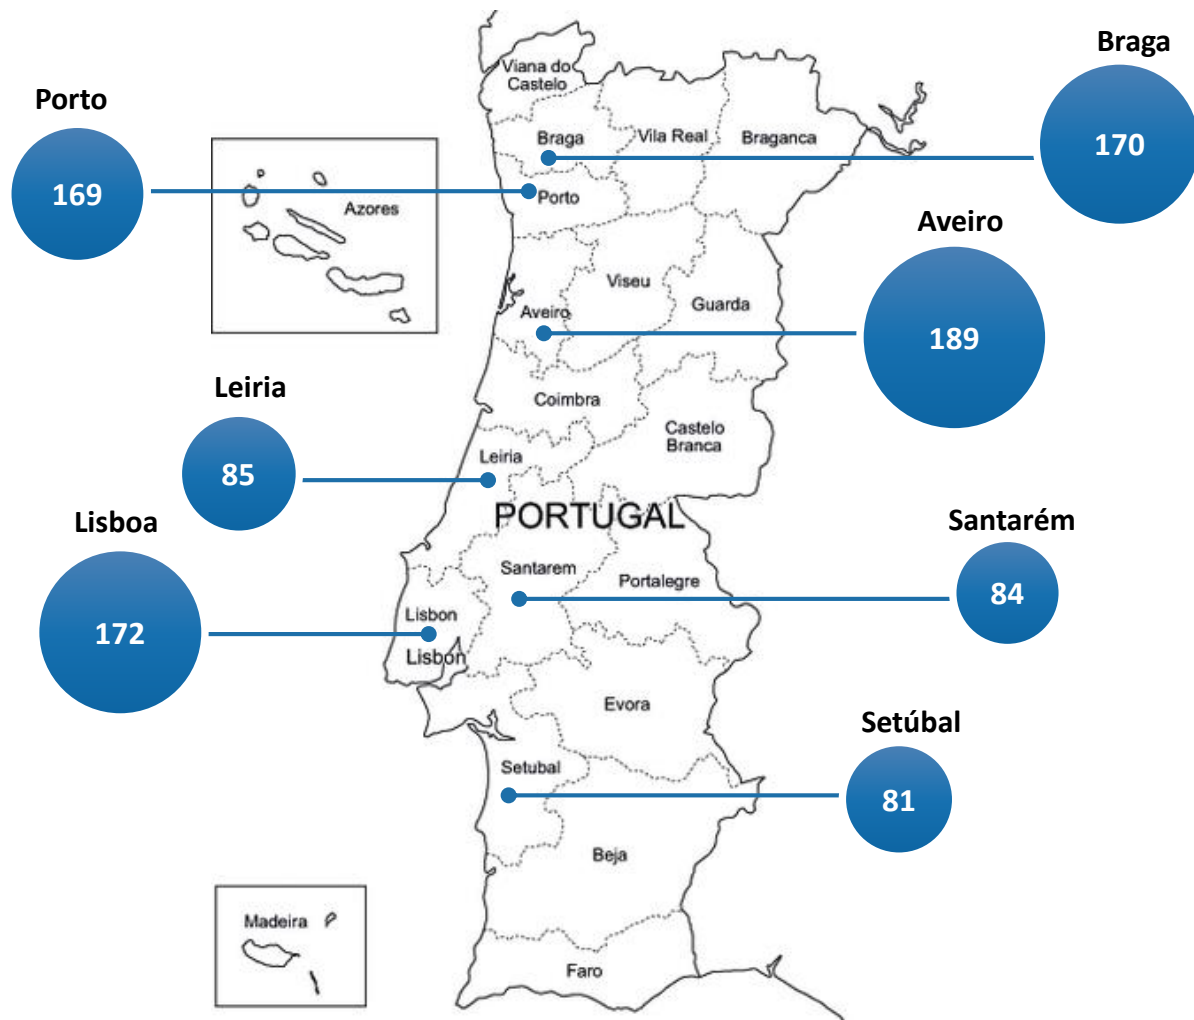 Braga
170
Porto
169
Viana do
Castelo
Braga
Vila Real
Braganca
Porto
Azores
Aveiro
189
Viseu
Guarda
Aveiro
Leiria
85
Coimbra
Castelo
Branca
Leiria
PORTUGAL
Lisboa
172
Santarém
84
Santarem
Portalegre
Lisbon
Lisbon
Evora
Setúbal
81
Setubal
Beja
Madeira
Faro